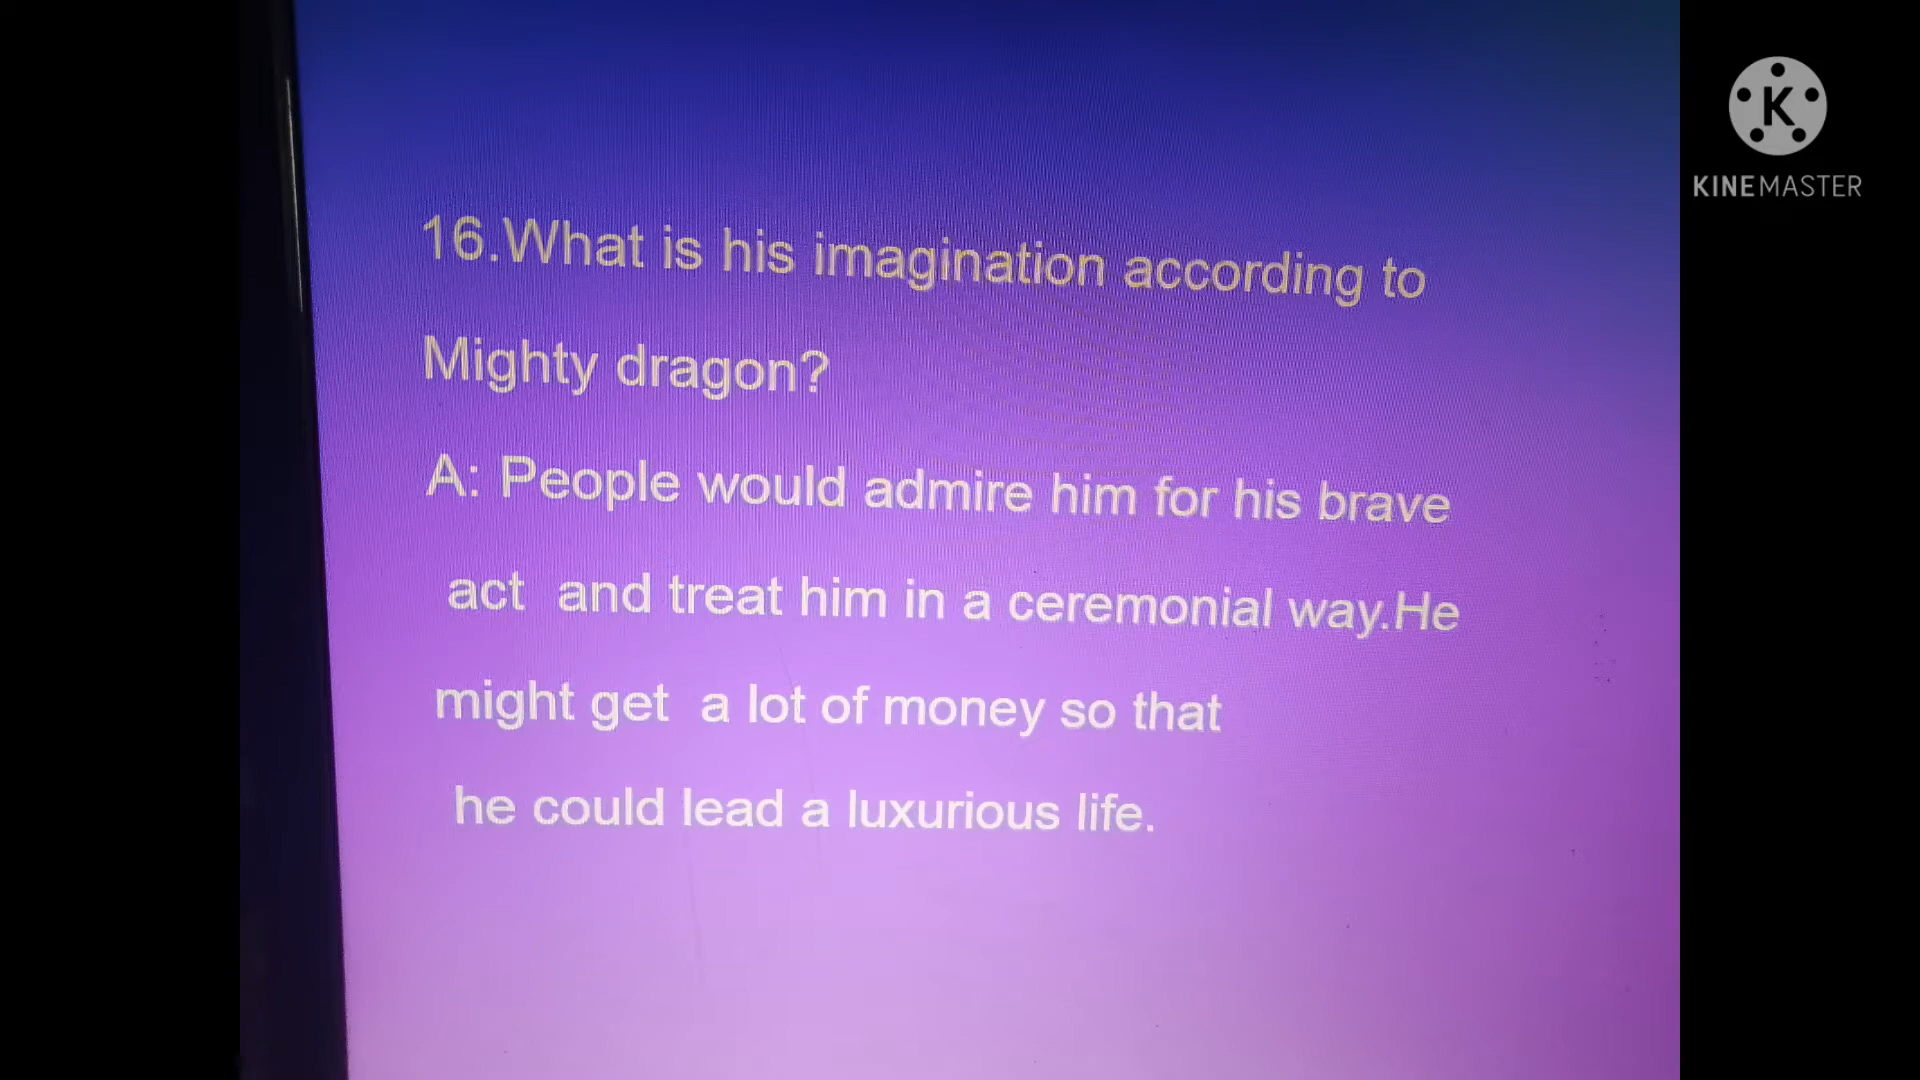 16.What is his imagination according to
Mighty dragon?
A: People would admire him for his brave
act and treat him in a ceremonial way.He
might get a lot of money so that
he could lead a luxurious life.
K
KINEMASTER